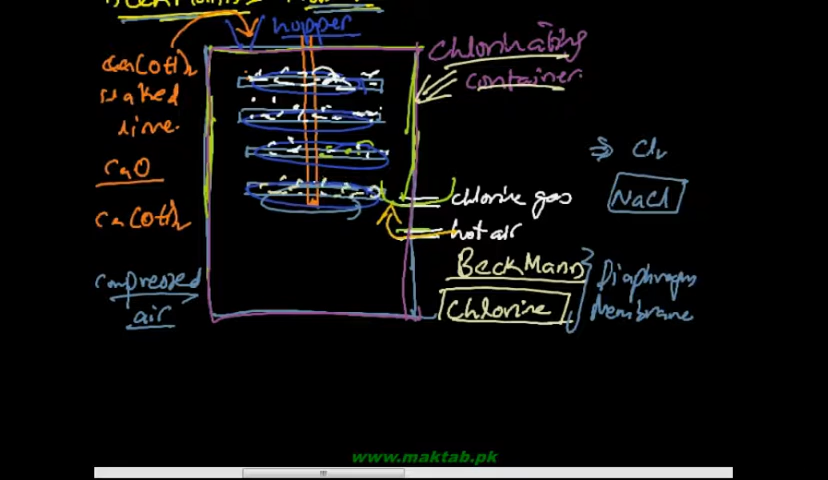 hopper
chlorinating
container
Ca(OH)2
slaked
lime.
CaO
Ca(OH)2
compressed
air
chlorine gas
hot air
⇒ Cl2
NaCl
BeckMann
Chlorine
Diaphragm
Membrane
www.maktab.pk